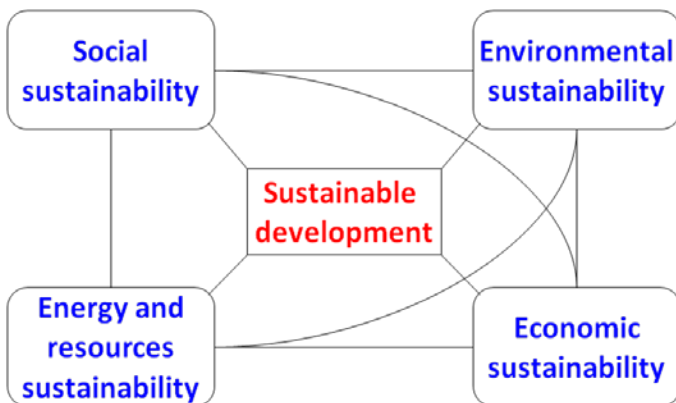 Social
sustainability
Environmental
sustainability
Sustainable
development
Energy and
resources
sustainability
Economic
sustainability